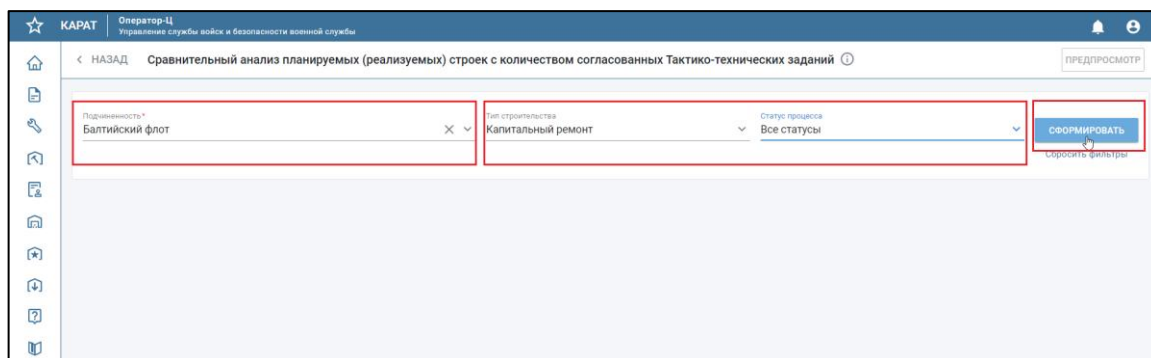 КАРАТ
Оператор-Ц
Управление службы войск и безопасности военной службы
НАЗАД
Сравнительный анализ планируемых (реализуемых) строек с количеством согласованных Тактико-технических заданий
ПРЕДПРОСМОТР
Подчиненность*
Балтийский флот
Тип строительства
Капитальный ремонт
Статус процесса
Все статусы
СФОРМИРОВАТЬ
Сбросить фильтры